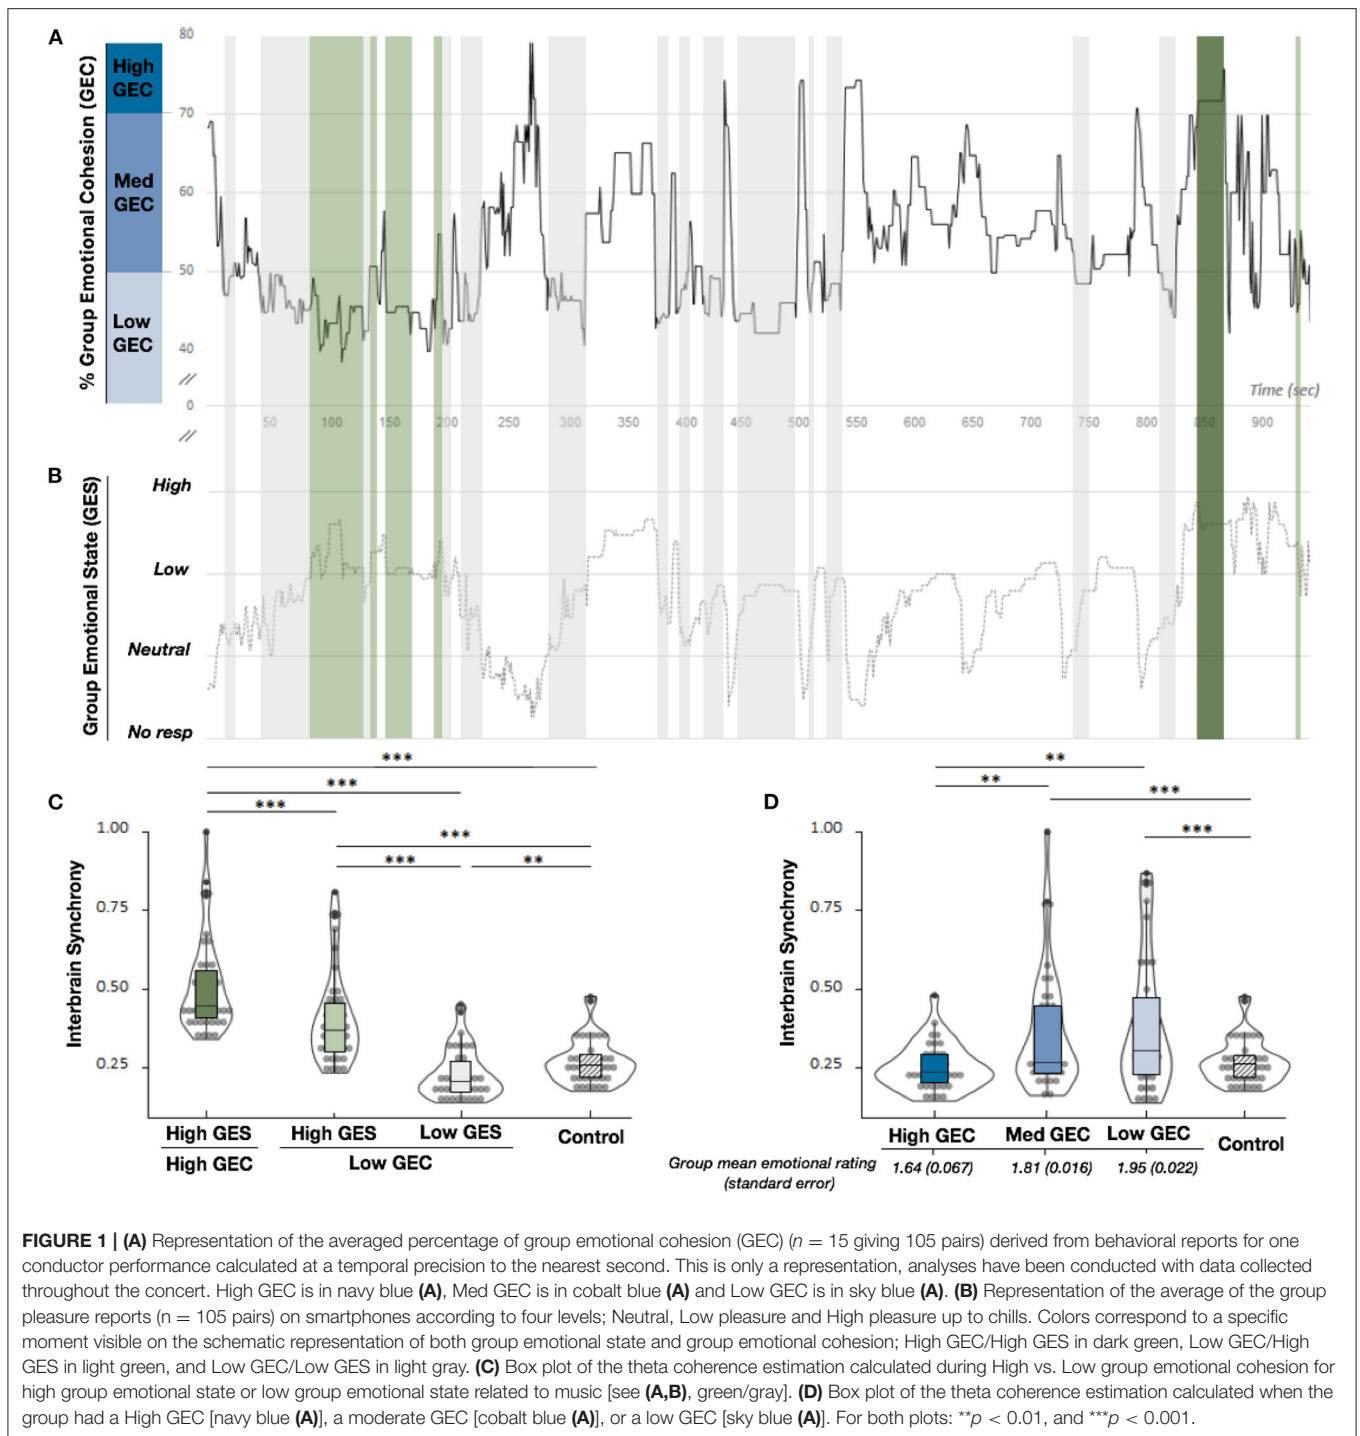 A
% Group Emotional Cohesion (GEC)
High
GEC
Med
GEC
Low
GEC
80
70
60
50
40
//
0
//
Time (sec)
50 100 150 200 250 300 350 400 450 500 550 600 650 700 750 800 850 900
B
Group Emotional State (GES)
High
Low
Neutral
No resp
C
Interbrain Synchrony
1.00
0.75
0.50
0.25
***
***
***
***
***
**
High GES High GES Low GES Control
High GEC Low GEC
D
Interbrain Synchrony
1.00
0.75
0.50
0.25
**
**
***
***
High GEC Med GEC Low GEC Control
Group mean emotional rating 1.64 (0.067) 1.81 (0.016) 1.95 (0.022)
(standard error)
FIGURE 1 | (A) Representation of the averaged percentage of group emotional cohesion (GEC) (n = 15 giving 105 pairs) derived from behavioral reports for one
conductor performance calculated at a temporal precision to the nearest second. This is only a representation, analyses have been conducted with data collected
throughout the concert. High GEC is in navy blue (A), Med GEC is in cobalt blue (A) and Low GEC is in sky blue (A). (B) Representation of the average of the group
pleasure reports (n = 105 pairs) on smartphones according to four levels; Neutral, Low pleasure and High pleasure up to chills. Colors correspond to a specific
moment visible on the schematic representation of both group emotional state and group emotional cohesion; High GEC/High GES in dark green, Low GEC/High
GES in light green, and Low GEC/Low GES in light gray. (C) Box plot of the theta coherence estimation calculated during High vs. Low group emotional cohesion for
high group emotional state or low group emotional state related to music [see (A,B), green/gray]. (D) Box plot of the theta coherence estimation calculated when the
group had a High GEC [navy blue (A)], a moderate GEC [cobalt blue (A)], or a low GEC [sky blue (A)]. For both plots: **p < 0.01, and ***p < 0.001.